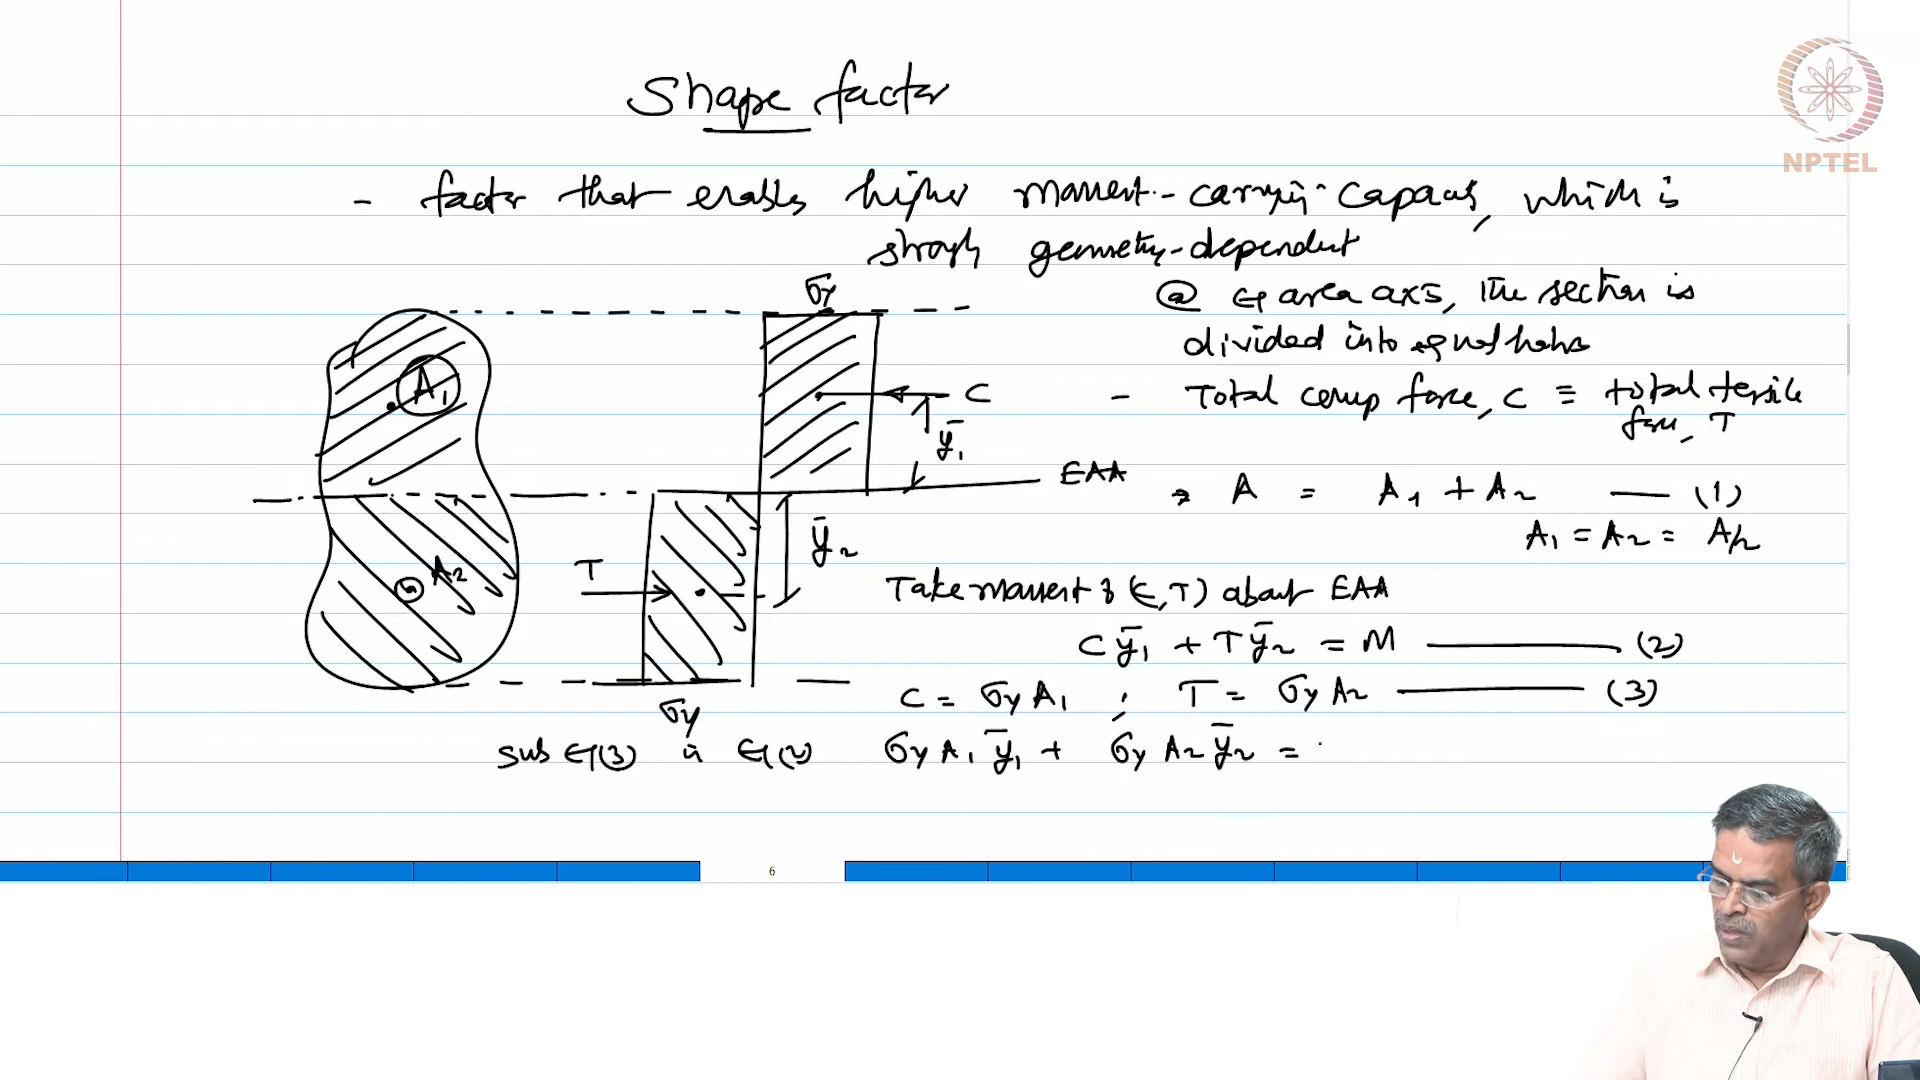 Shape factor
- factor that enables higher moment-carrying-capacity, which is
strongly geometry-dependent
@ Eq area axis, the section is
divided into equal halves
- Total comp force, C ≡ total tensile
force, T
⇒ A = A₁ + A₂ —— (1)
A₁ = A₂ = A/2
Take moment of (C,T) about EAA
C ȳ₁ + T ȳ₂ = M ———— (2)
C = σy A₁ ; T = σy A₂ ———— (3)
sub Eq(3) in Eq(2) σy A₁ ȳ₁ + σy A₂ ȳ₂ =
σy
A₁
C
ȳ₁
EAA
ȳ₂
T
A₂
σy
NPTEL
6